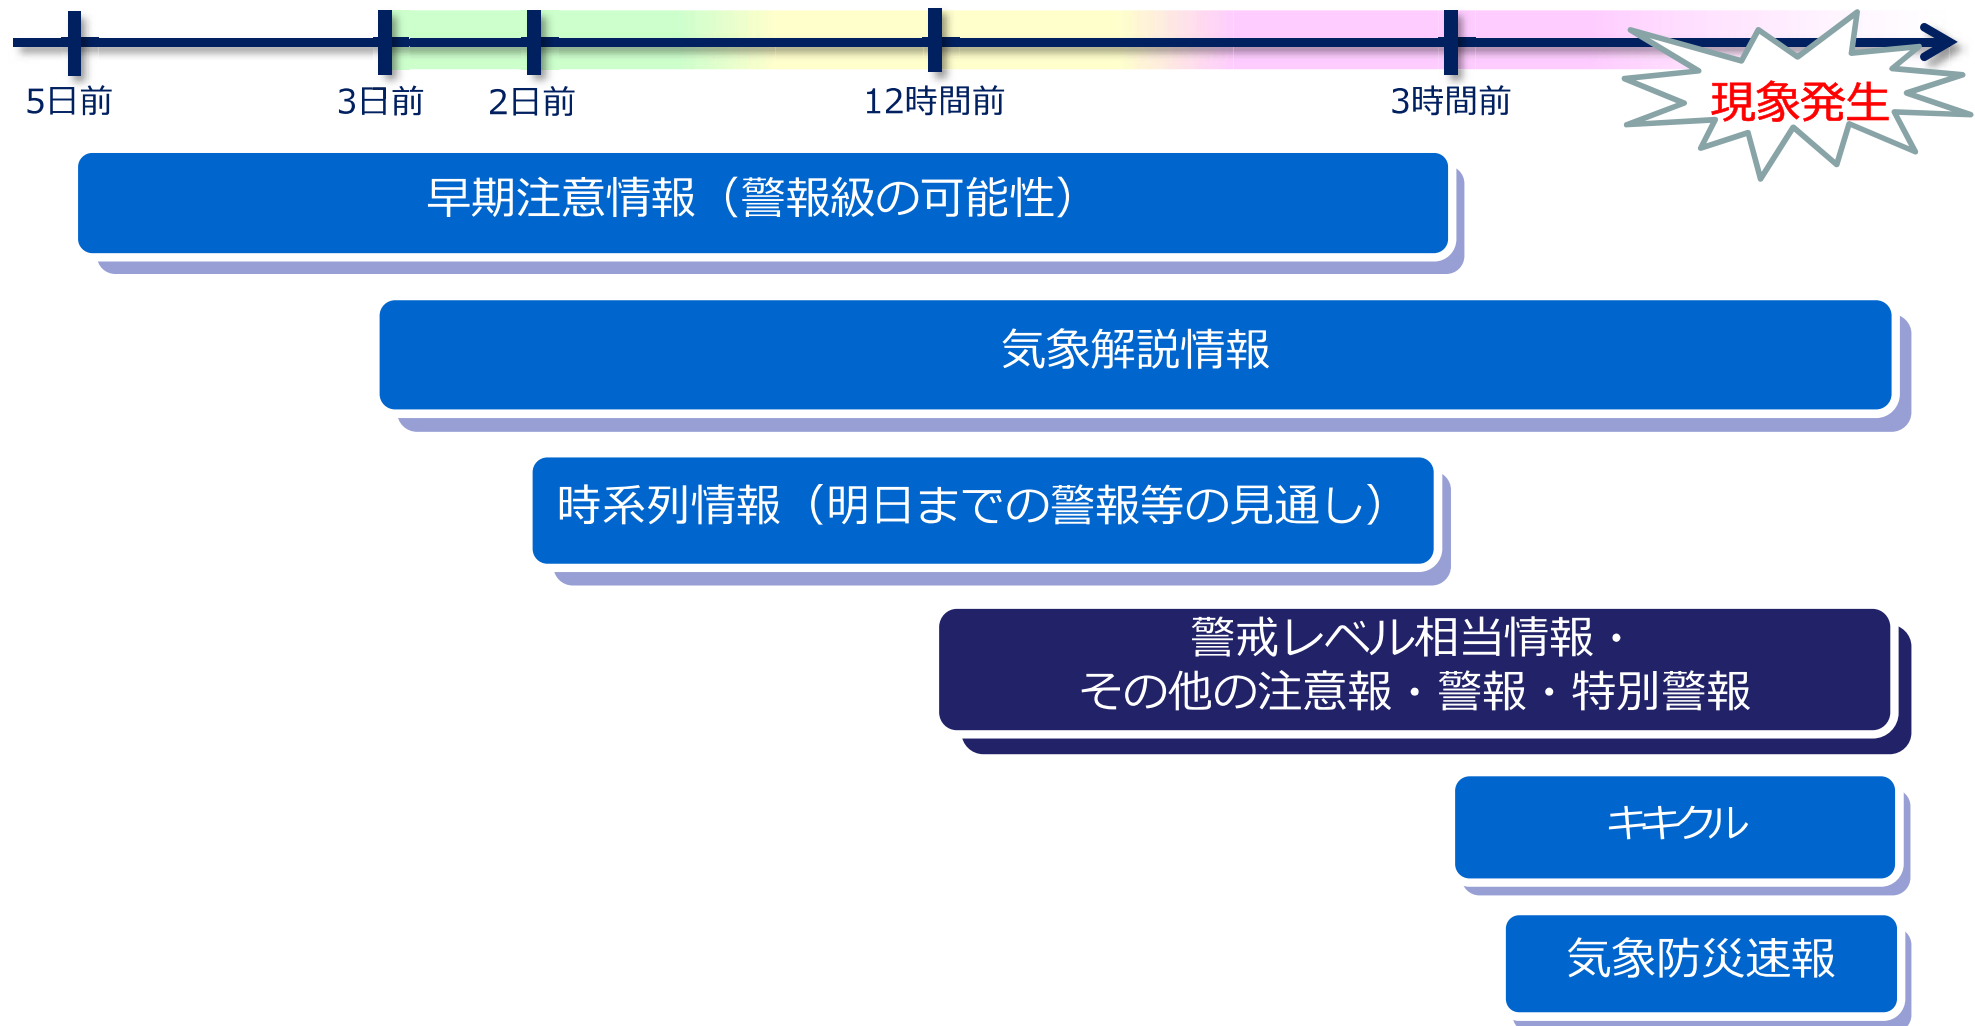 5日前
3日前
2日前
12時間前
3時間前
現象発生
早期注意情報（警報級の可能性）
気象解説情報
時系列情報（明日までの警報等の見通し）
警戒レベル相当情報・
その他の注意報・警報・特別警報
キキクル
気象防災速報